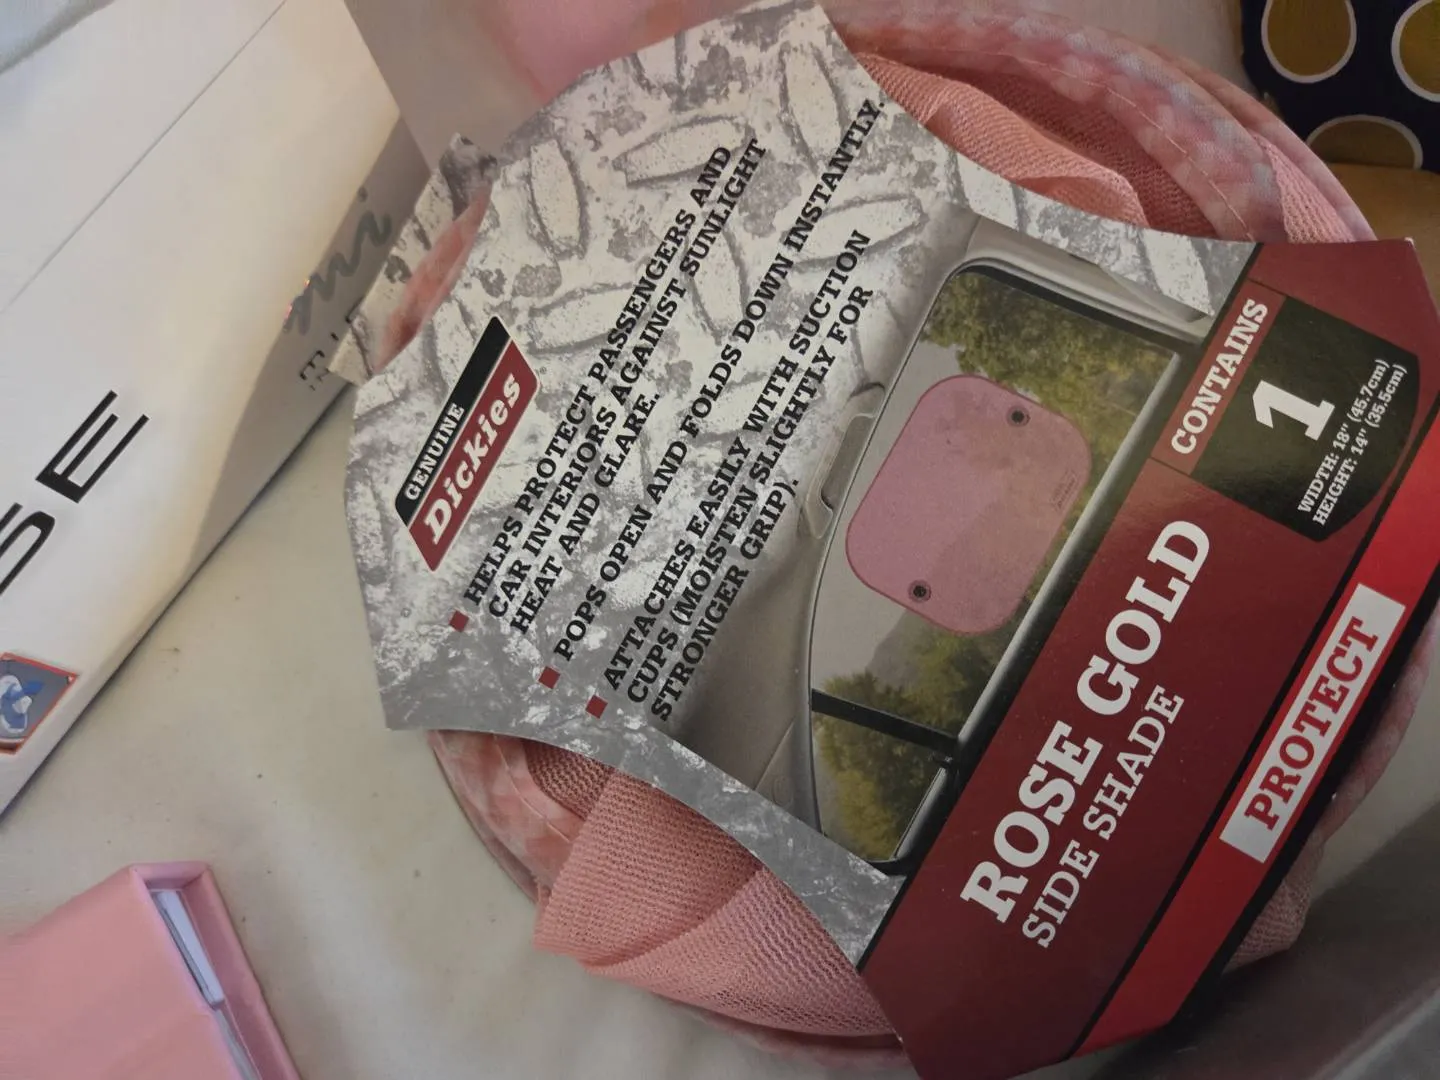 GENUINE
Dickies
HELPS PROTECT PASSENGERS AND
CAR INTERIORS AGAINST SUNLIGHT
HEAT AND GLARE.
POPS OPEN AND FOLDS DOWN INSTANTLY.
ATTACHES EASILY WITH SUCTION
CUPS (MOISTEN SLIGHTLY FOR
STRONGER GRIP).
CONTAINS
1
WIDTH: 18" (45.7cm)
HEIGHT: 14" (35.5cm)
ROSE GOLD
SIDE SHADE
PROTECT
SE